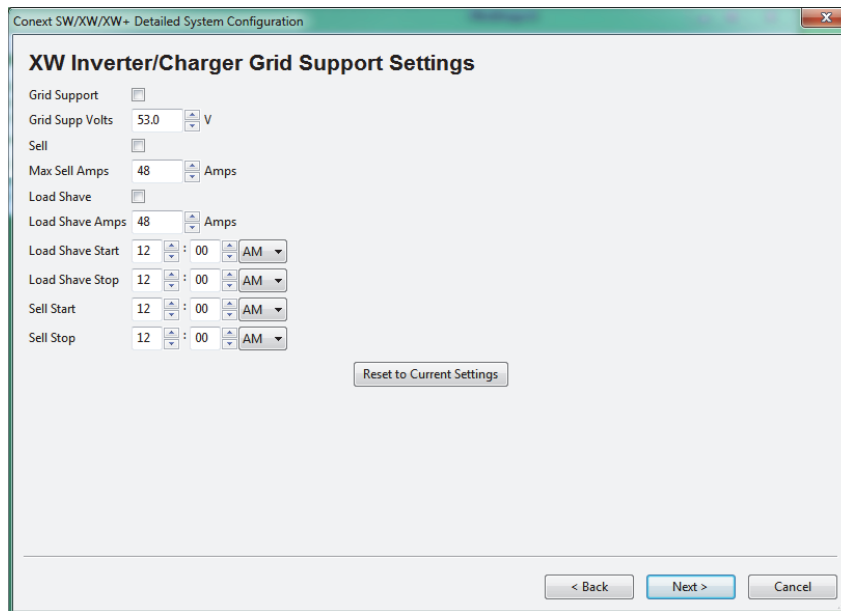 Conext SW/XW/XW+ Detailed System Configuration
XW Inverter/Charger Grid Support Settings
Grid Support
Grid Supp Volts 53.0 V
Sell
Max Sell Amps 48 Amps
Load Shave
Load Shave Amps 48 Amps
Load Shave Start 12 : 00 AM
Load Shave Stop 12 : 00 AM
Sell Start 12 : 00 AM
Sell Stop 12 : 00 AM
Reset to Current Settings
< Back Next > Cancel